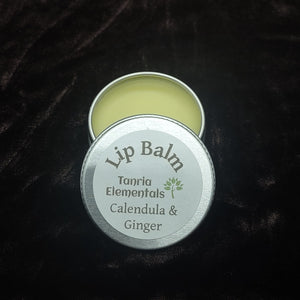 Lip Balm
Tanria
Elementals
Calendula &
Ginger